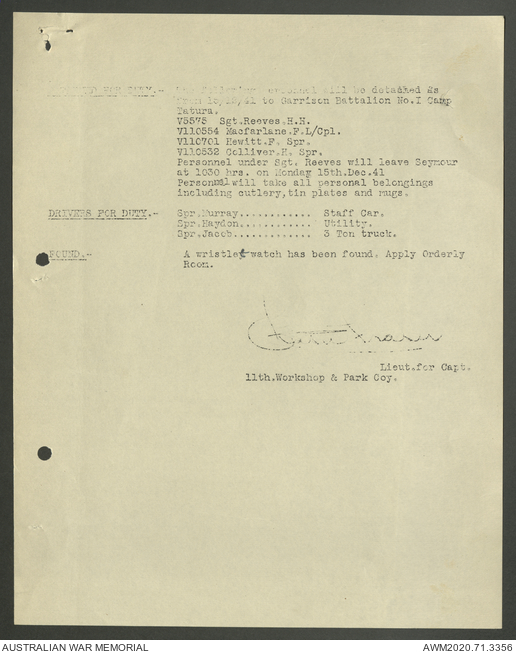 FOR DUTY.- The following personnel will be detached as
from 15/12/41 to Garrison Battalion No.I Camp
Tatura.
V5575 Sgt.Reeves.H.N.
V110554 Macfarlane.F.L/Cpl.
V110701 Hewitt.F. Spr.
V110532 Colliver.H. Spr.
Personnel under Sgt. Reeves will leave Seymour
at 1030 hrs. on Monday 15th.Dec.41
Personnel will take all personal belongings
including cutlery,tin plates and mugs.
DRIVERS FOR DUTY.- Spr.Murray............ Staff Car.
Spr.Haydon............ Utility.
Spr.Jacob............. 3 Ton truck.
FOUND.- A wristlet watch has been found. Apply Orderly
Room.
Lieut.for Capt.
11th.Workshop & Park Coy.
AUSTRALIAN WAR MEMORIAL AWM2020.71.3356